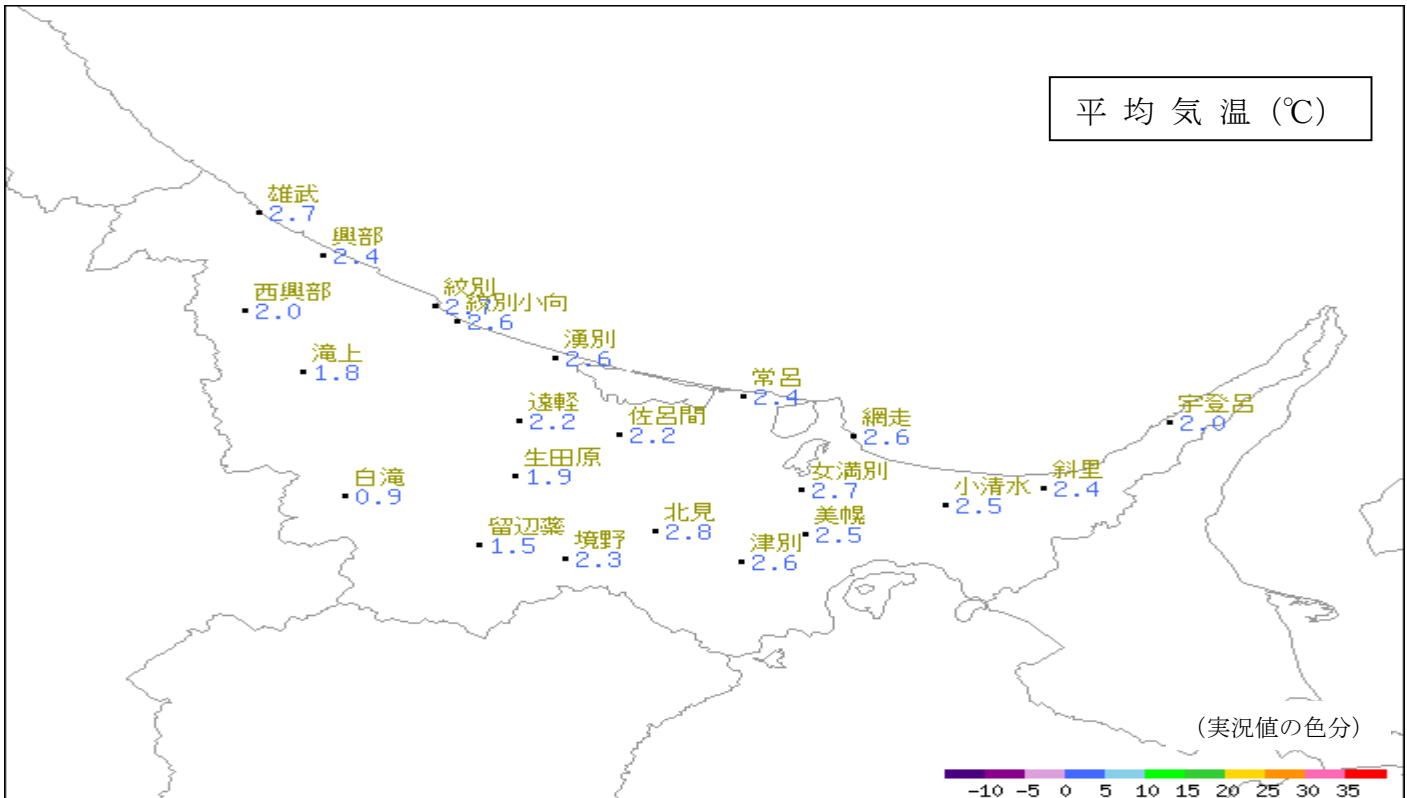 平均気温(℃)
雄武
2.7
興部
2.4
西興部
2.0
紋別
2.7
紋別小向
2.6
滝上
1.8
湧別
2.6
常呂
2.4
遠軽
2.2
佐呂間
2.2
網走
2.6
宇登呂
2.0
生田原
1.9
白滝
0.9
女満別
2.7
小清水
2.5
斜里
2.4
留辺蘂
1.5
境野
2.3
北見
2.8
津別
2.6
美幌
2.5
(実況値の色分)
-10 -5 0 5 10 15 20 25 30 35